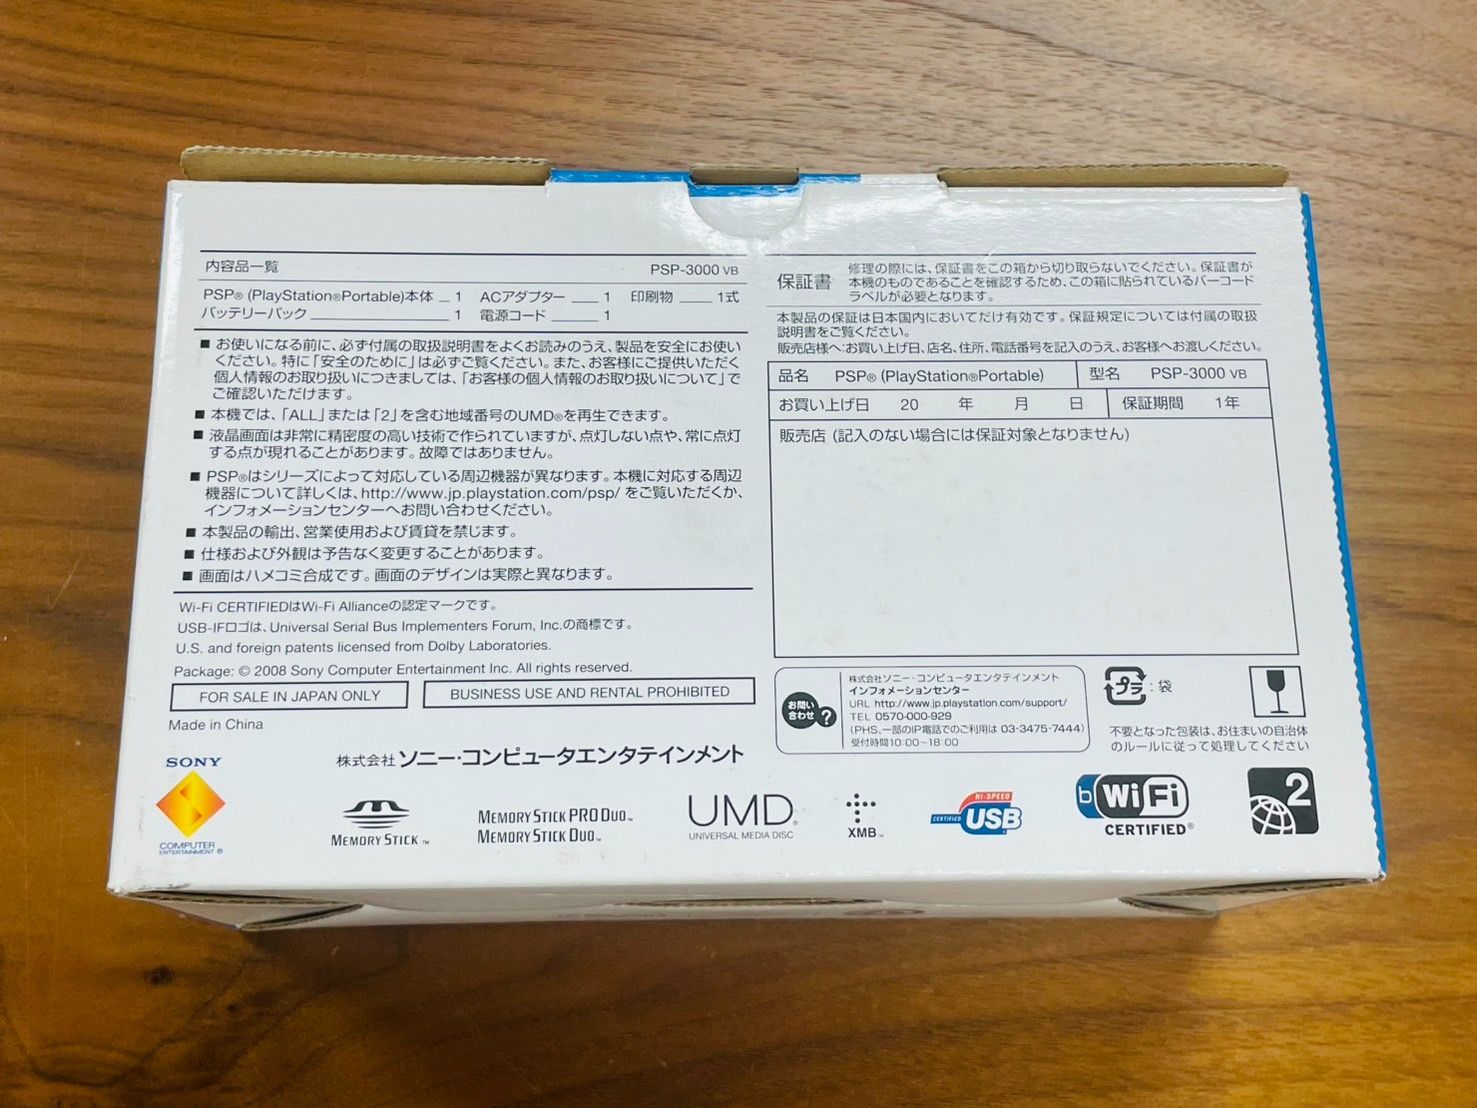 内容品一覧 PSP-3000 VB
PSP® (PlayStation®Portable)本体 1 ACアダプター 1 印刷物 1式
バッテリーパック 1 電源コード 1
■ お使いになる前に、必ず付属の取扱説明書をよくお読みのうえ、製品を安全にお使い
ください。特に「安全のために」は必ずご覧ください。また、お客様にご提供いただく
個人情報のお取り扱いにつきましては、「お客様の個人情報のお取り扱いについて」で
ご確認いただけます。
■ 本機では、「ALL」または「2」を含む地域番号のUMD®を再生できます。
■ 液晶画面は非常に精密度の高い技術で作られていますが、点灯しない点や、常に点灯
する点が現れることがあります。故障ではありません。
■ PSP®はシリーズによって対応している周辺機器が異なります。本機に対応する周辺
機器について詳しくは、http://www.jp.playstation.com/psp/ をご覧いただくか、
インフォメーションセンターへお問い合わせください。
■ 本製品の輸出、営業使用および賃貸を禁じます。
■ 仕様および外観は予告なく変更することがあります。
■ 画面はハメコミ合成です。画面のデザインは実際と異なります。
Wi-Fi CERTIFIEDはWi-Fi Allianceの認定マークです。
USB-IFロゴは、Universal Serial Bus Implementers Forum, Inc.の商標です。
U.S. and foreign patents licensed from Dolby Laboratories.
Package: © 2008 Sony Computer Entertainment Inc. All rights reserved.
FOR SALE IN JAPAN ONLY
BUSINESS USE AND RENTAL PROHIBITED
Made in China
保証書
修理の際には、保証書をこの箱から切り取らないでください。保証書が
本機のものであることを確認するため、この箱に貼られているバーコード
ラベルが必要となります。
本製品の保証は日本国内においてだけ有効です。保証規定については付属の取扱
説明書をご覧ください。
販売店様へ:お買い上げ日、店名、住所、電話番号を記入のうえ、お客様へお渡しください。
品名 PSP® (PlayStation®Portable) 型名 PSP-3000 VB
お買い上げ日 20 年 月 日 保証期間 1年
販売店 (記入のない場合には保証対象となりません)
お問い
合わせ ?
株式会社ソニー・コンピュータエンタテインメント
インフォメーションセンター
URL http://www.jp.playstation.com/support/
TEL 0570-000-929
(PHS、一部のIP電話でのご利用は 03-3475-7444)
受付時間10:00~18:00
プラ : 袋
不要となった包装は、お住まいの自治体
のルールに従って処理してください
SONY
COMPUTER
ENTERTAINMENT ®
株式会社 ソニー・コンピュータエンタテインメント
MEMORY STICK ™
MEMORY STICK PRO DUO™
MEMORY STICK DUO™
UMD®
UNIVERSAL MEDIA DISC
XMB™
HI-SPEED
CERTIFIED USB
b Wi Fi
CERTIFIED®
2